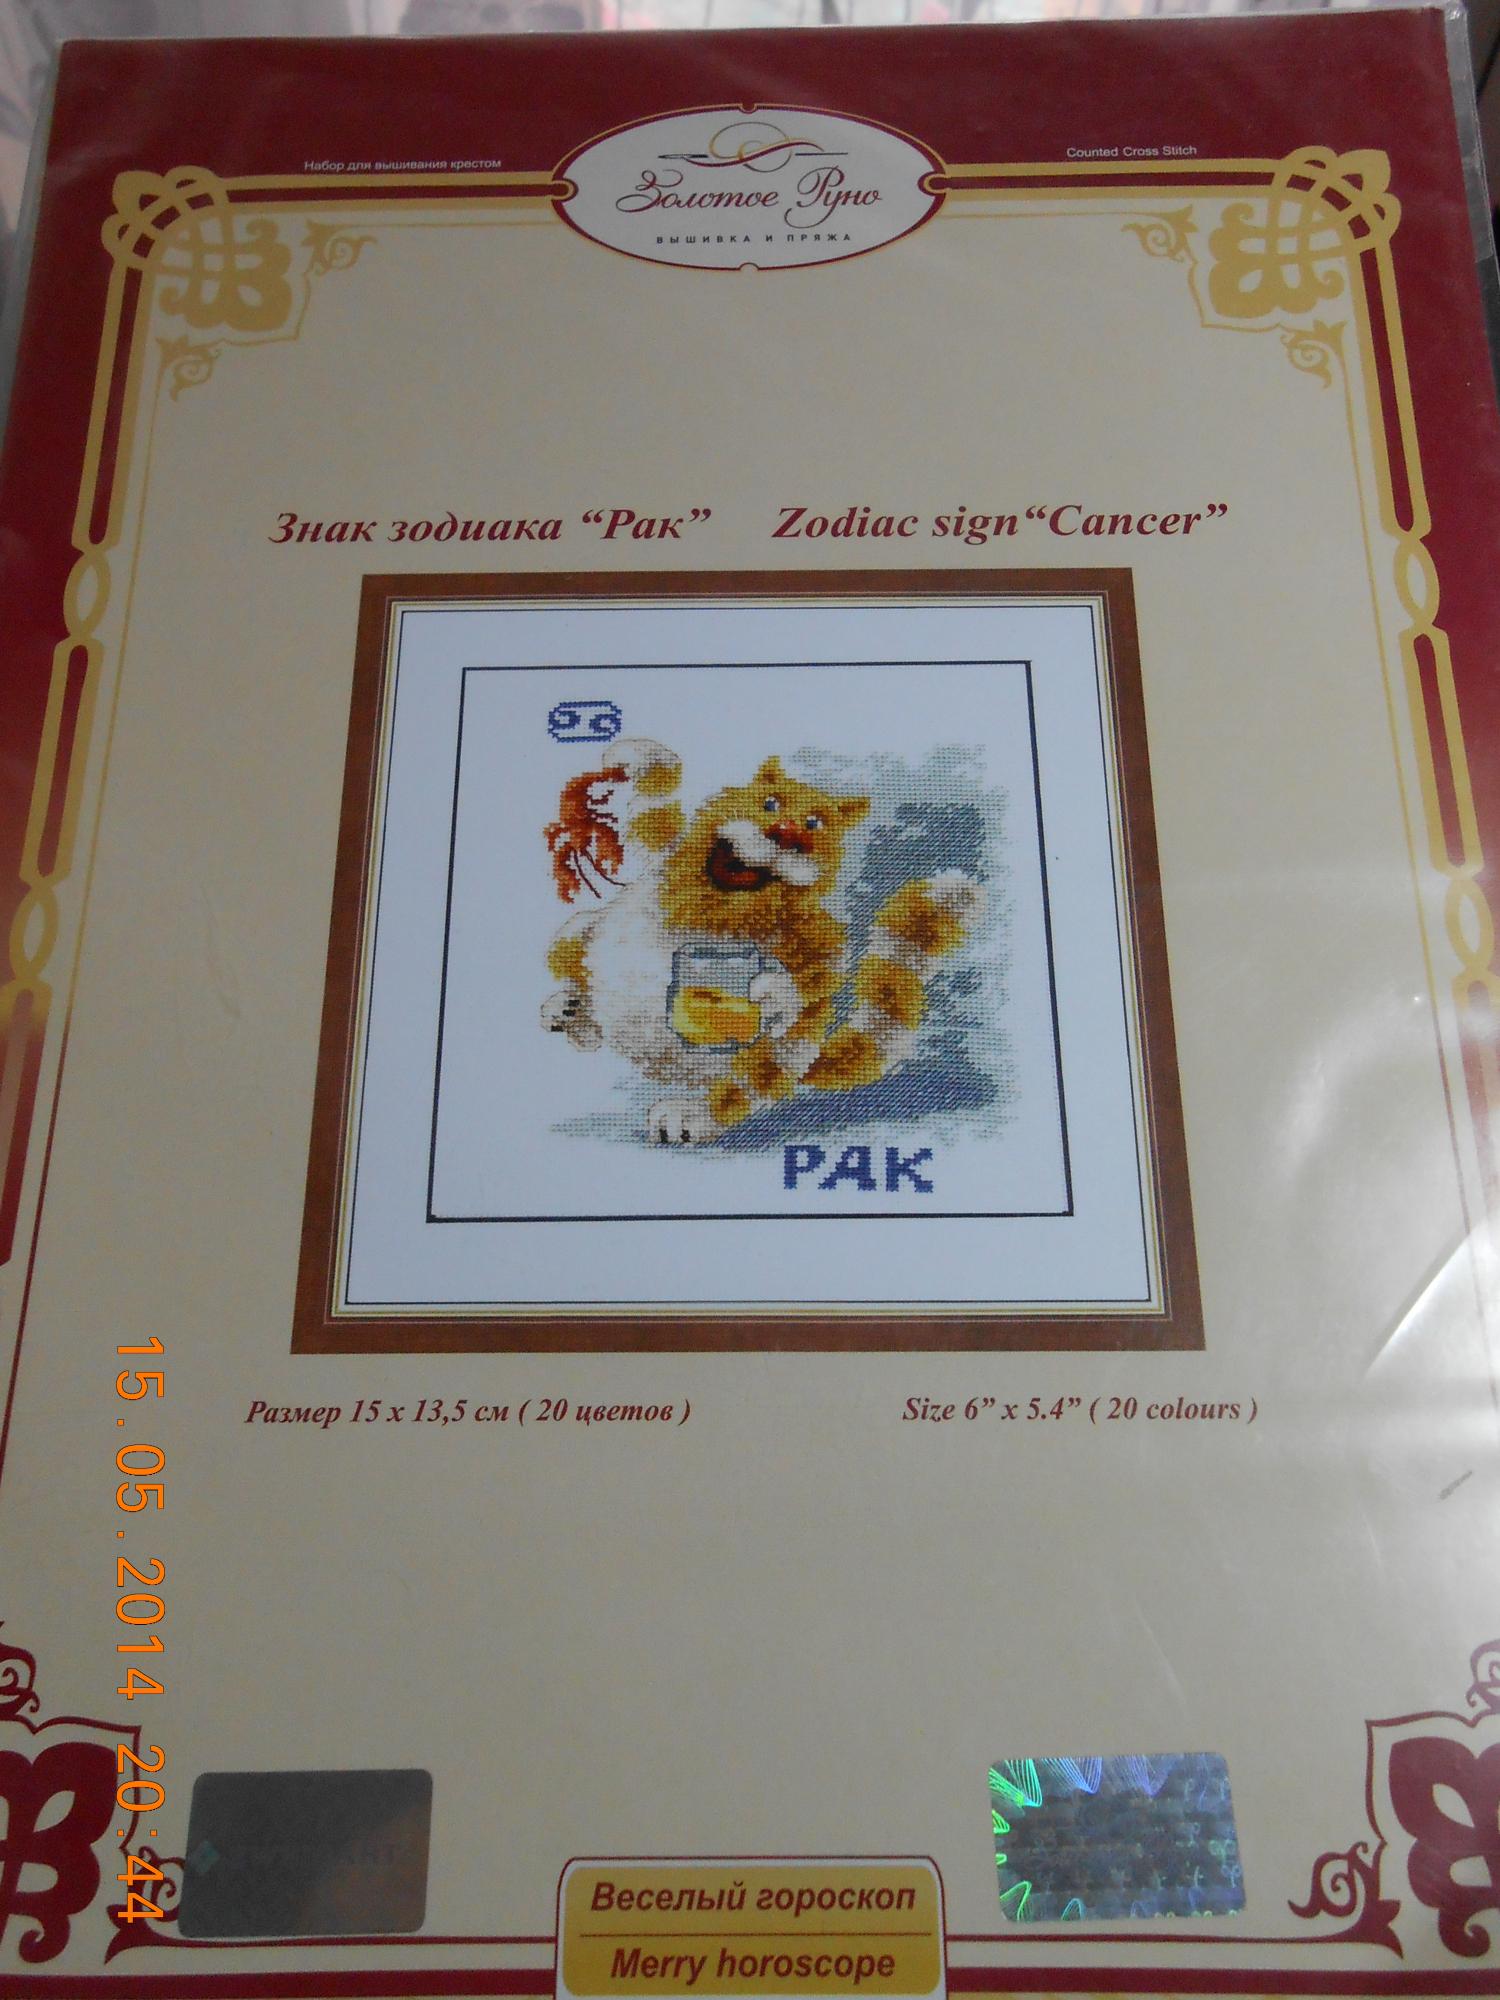 Набор для вышивания крестом
Counted Cross Stitch
Золотое Руно
ВЫШИВКА И ПРЯЖА
Знак зодиака “Рак”
Zodiac sign“Cancer”
РАК
Размер 15 х 13,5 см ( 20 цветов )
Size 6” x 5.4” ( 20 colours )
15.05.2014 20:44
Веселый гороскоп
Merry horoscope